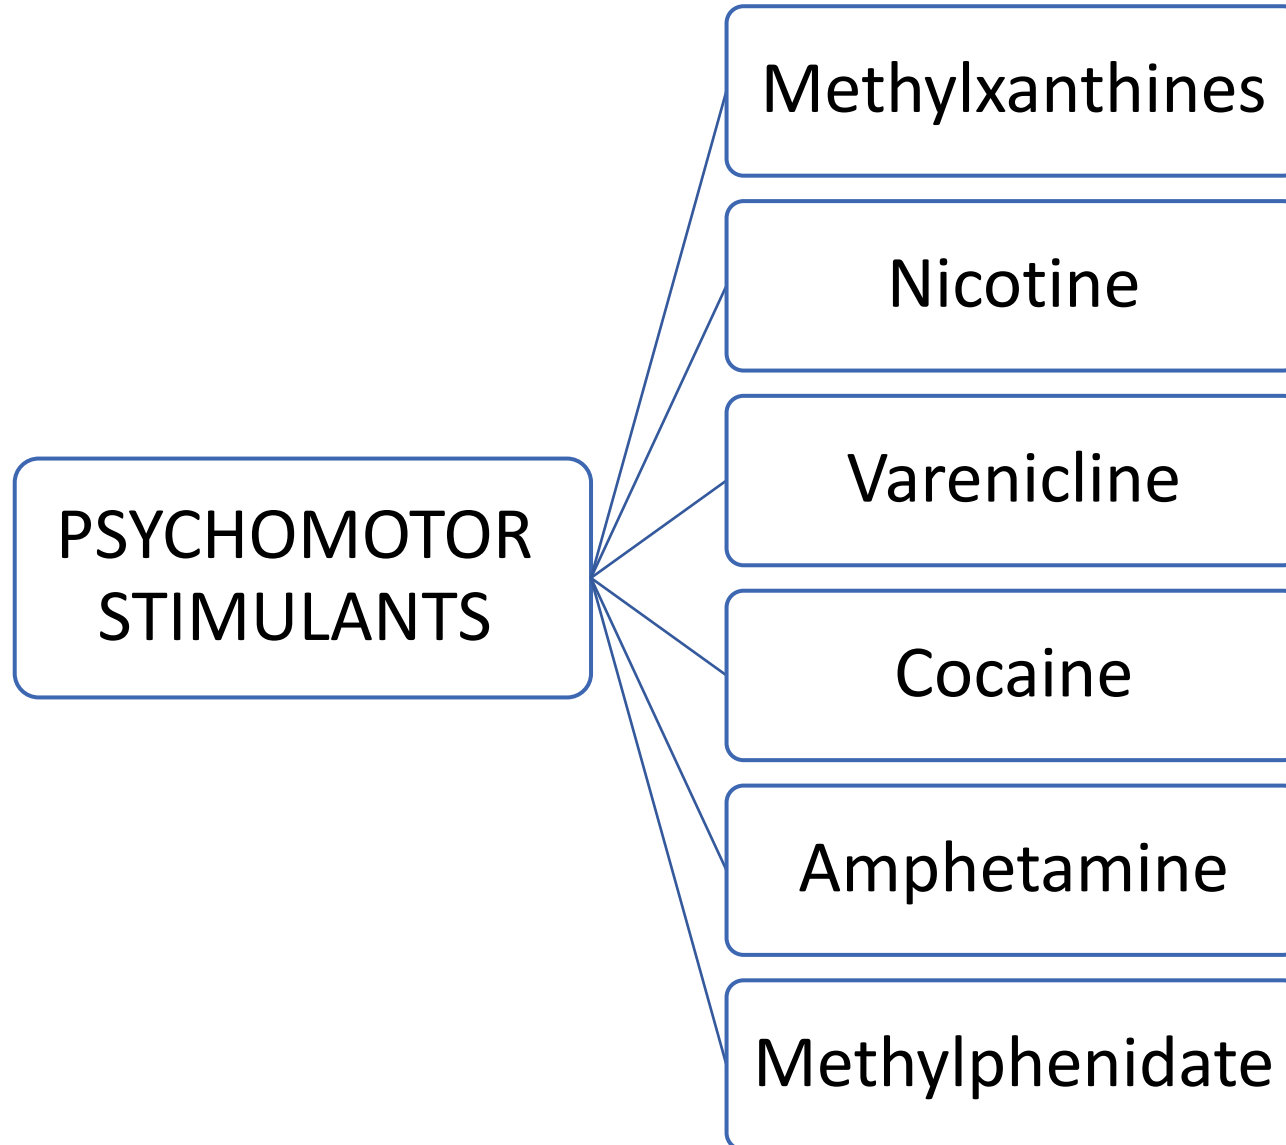 PSYCHOMOTOR
STIMULANTS
Methylxanthines
Nicotine
Varenicline
Cocaine
Amphetamine
Methylphenidate